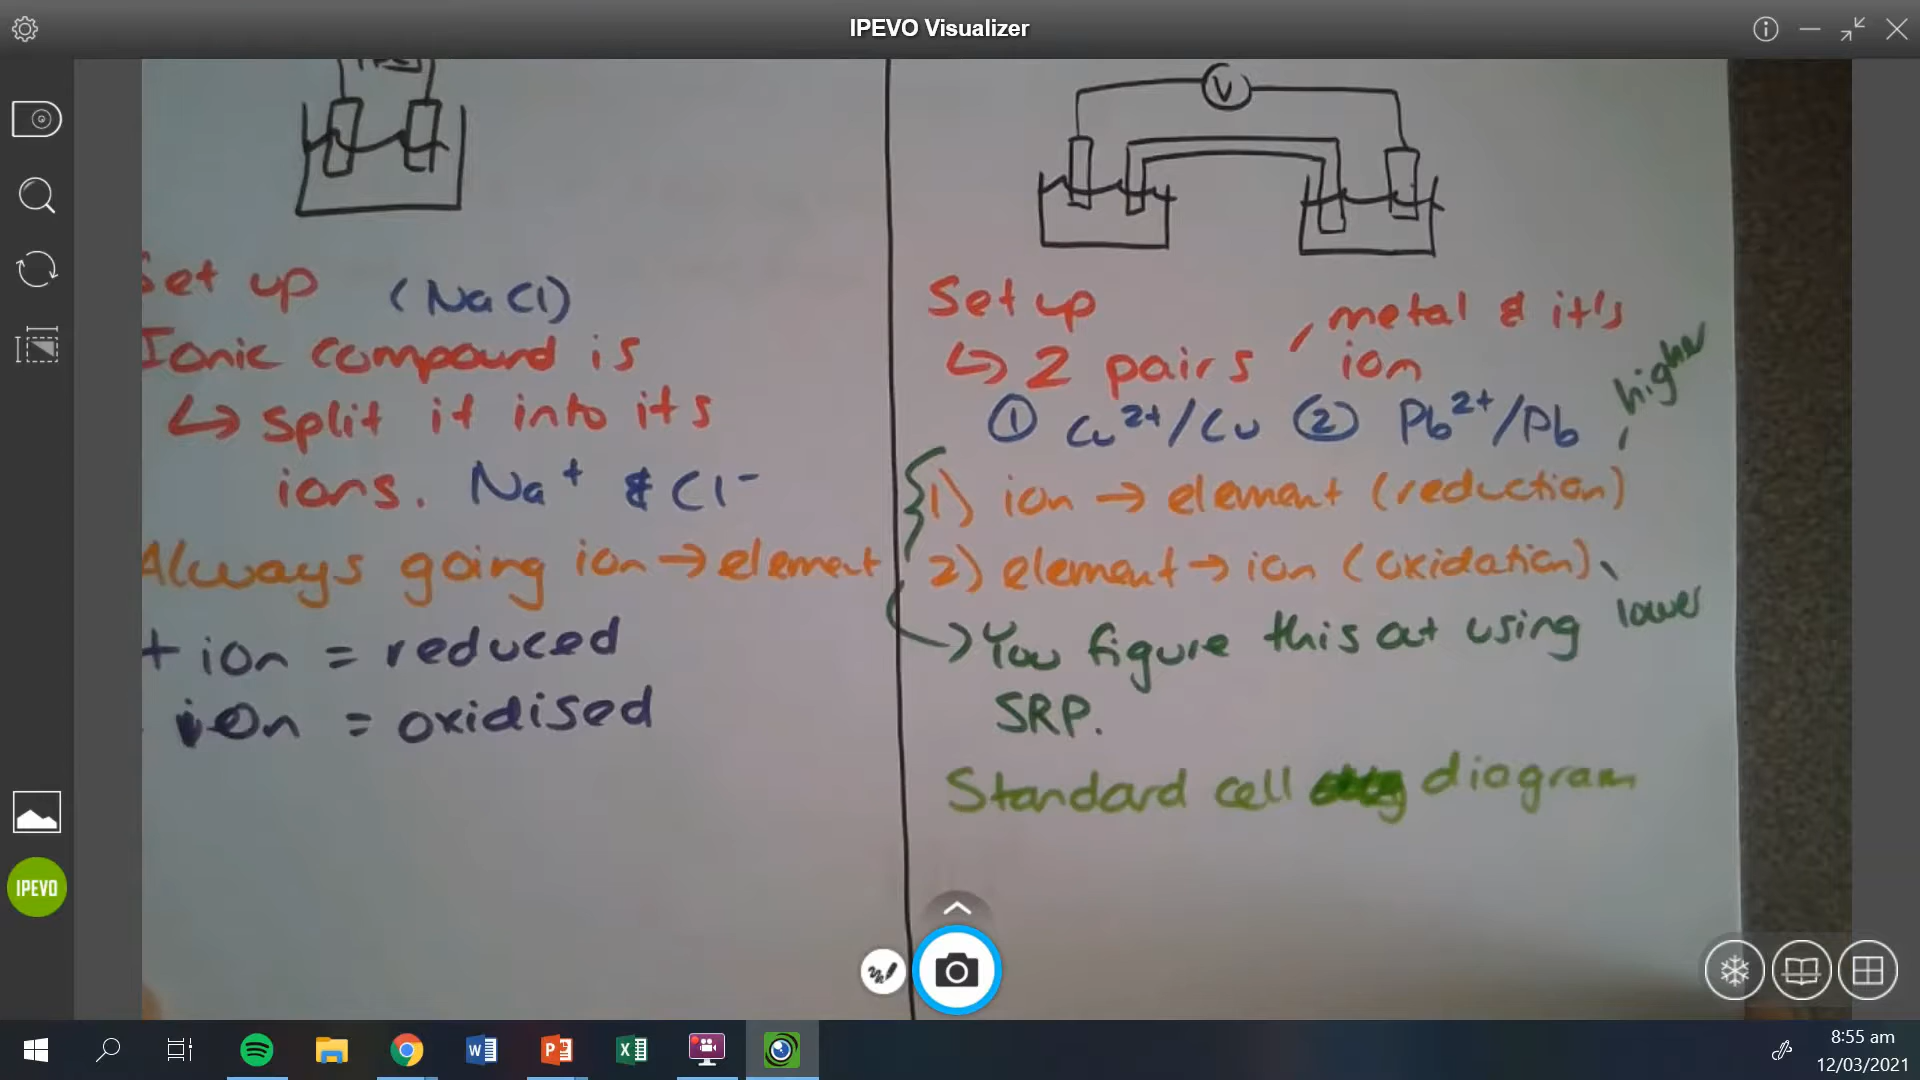 IPEVO Visualizer
V
Set up (NaCl)
Ionic compound is
↳ split it into it's
ions. Na⁺ & Cl⁻
Always going ion → element
+ ion = reduced
ion = oxidised
Set up
↳ 2 pairs
metal & it's
ion
① Cu²⁺/Cu ② Pb²⁺/Pb
higher
1) ion → element (reduction)
2) element → ion (oxidation)
lower
→ You figure this out using
SRP.
Standard cell diagram
IPEVO
8:55 am
12/03/2021